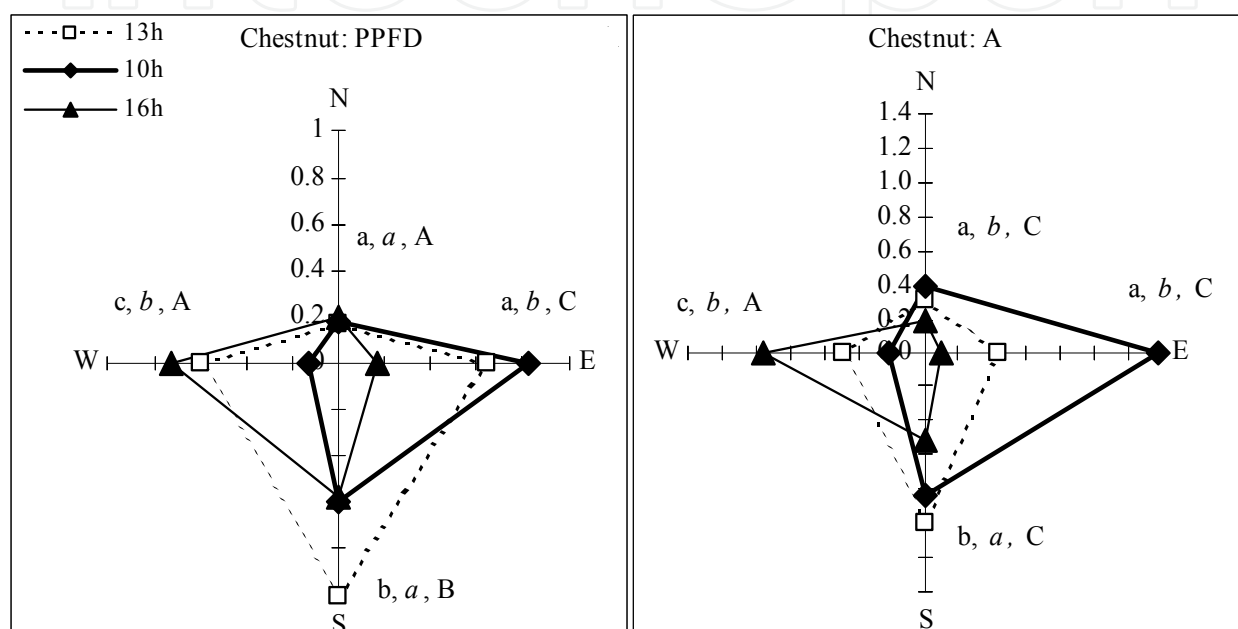 13h
10h
16h
Chestnut: PPFD
N
1
0.8
0.6
0.4
0.2
0
a, a, A
c, b, A
a, b, C
W
E
b, a, B
S
Chestnut: A
N
1.4
1.2
1.0
0.8
0.6
0.4
0.2
0.0
a, b, C
c, b, A
a, b, C
W
E
b, a, C
S